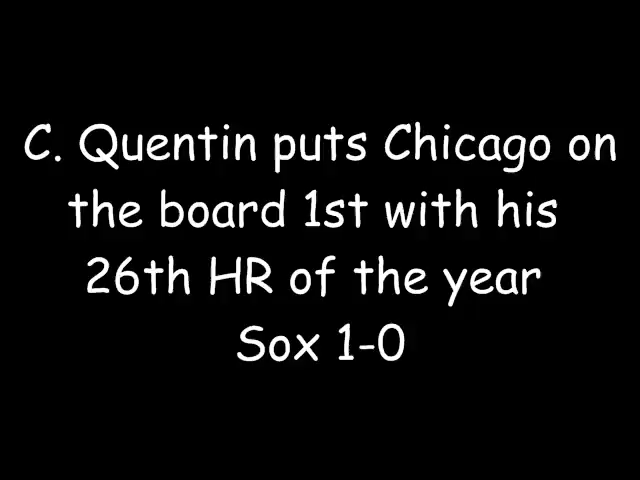 C. Quentin puts Chicago on
the board 1st with his
26th HR of the year
Sox 1-0